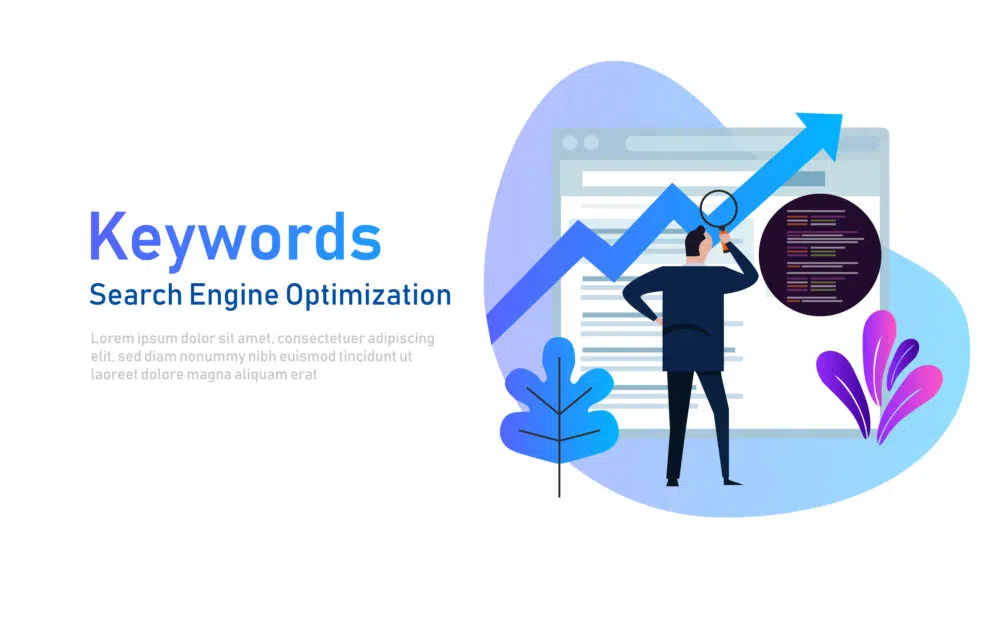 Keywords
Search Engine Optimization
Lorem ipsum dolor sit amet, consectetuer adipiscing
elit, sed diam nonummy nibh euismod tincidunt ut
laoreet dolore magna aliquam erat